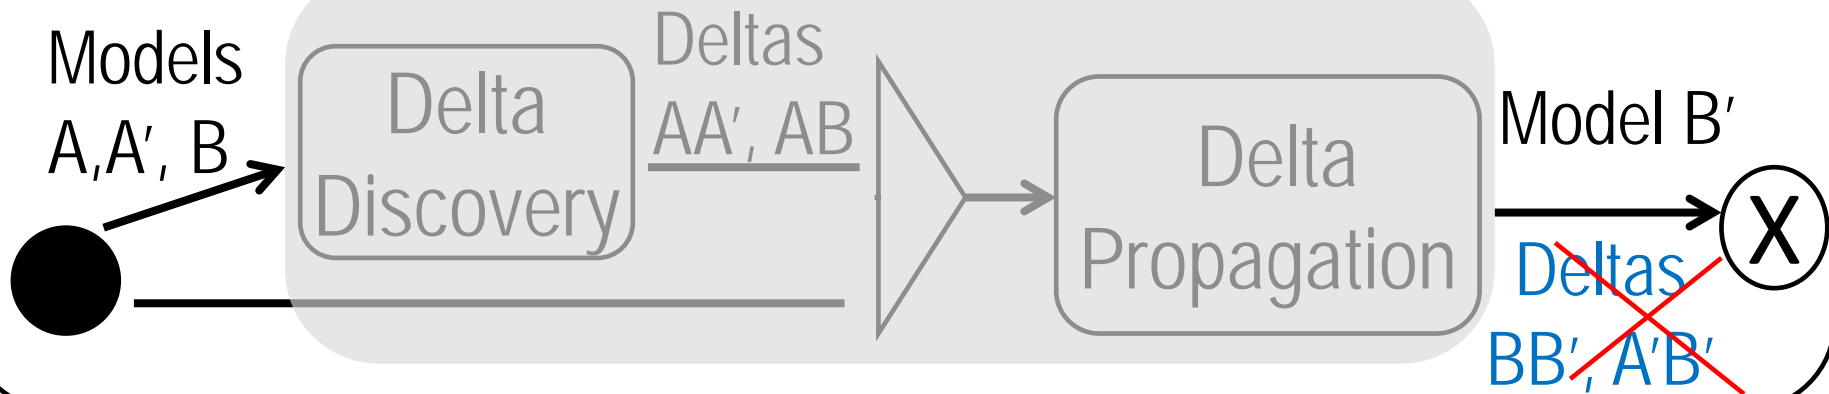 Models
A,A′, B
Delta
Discovery
Deltas
AA′, AB
Delta
Propagation
Model B′
X
Deltas
BB′, A′B′